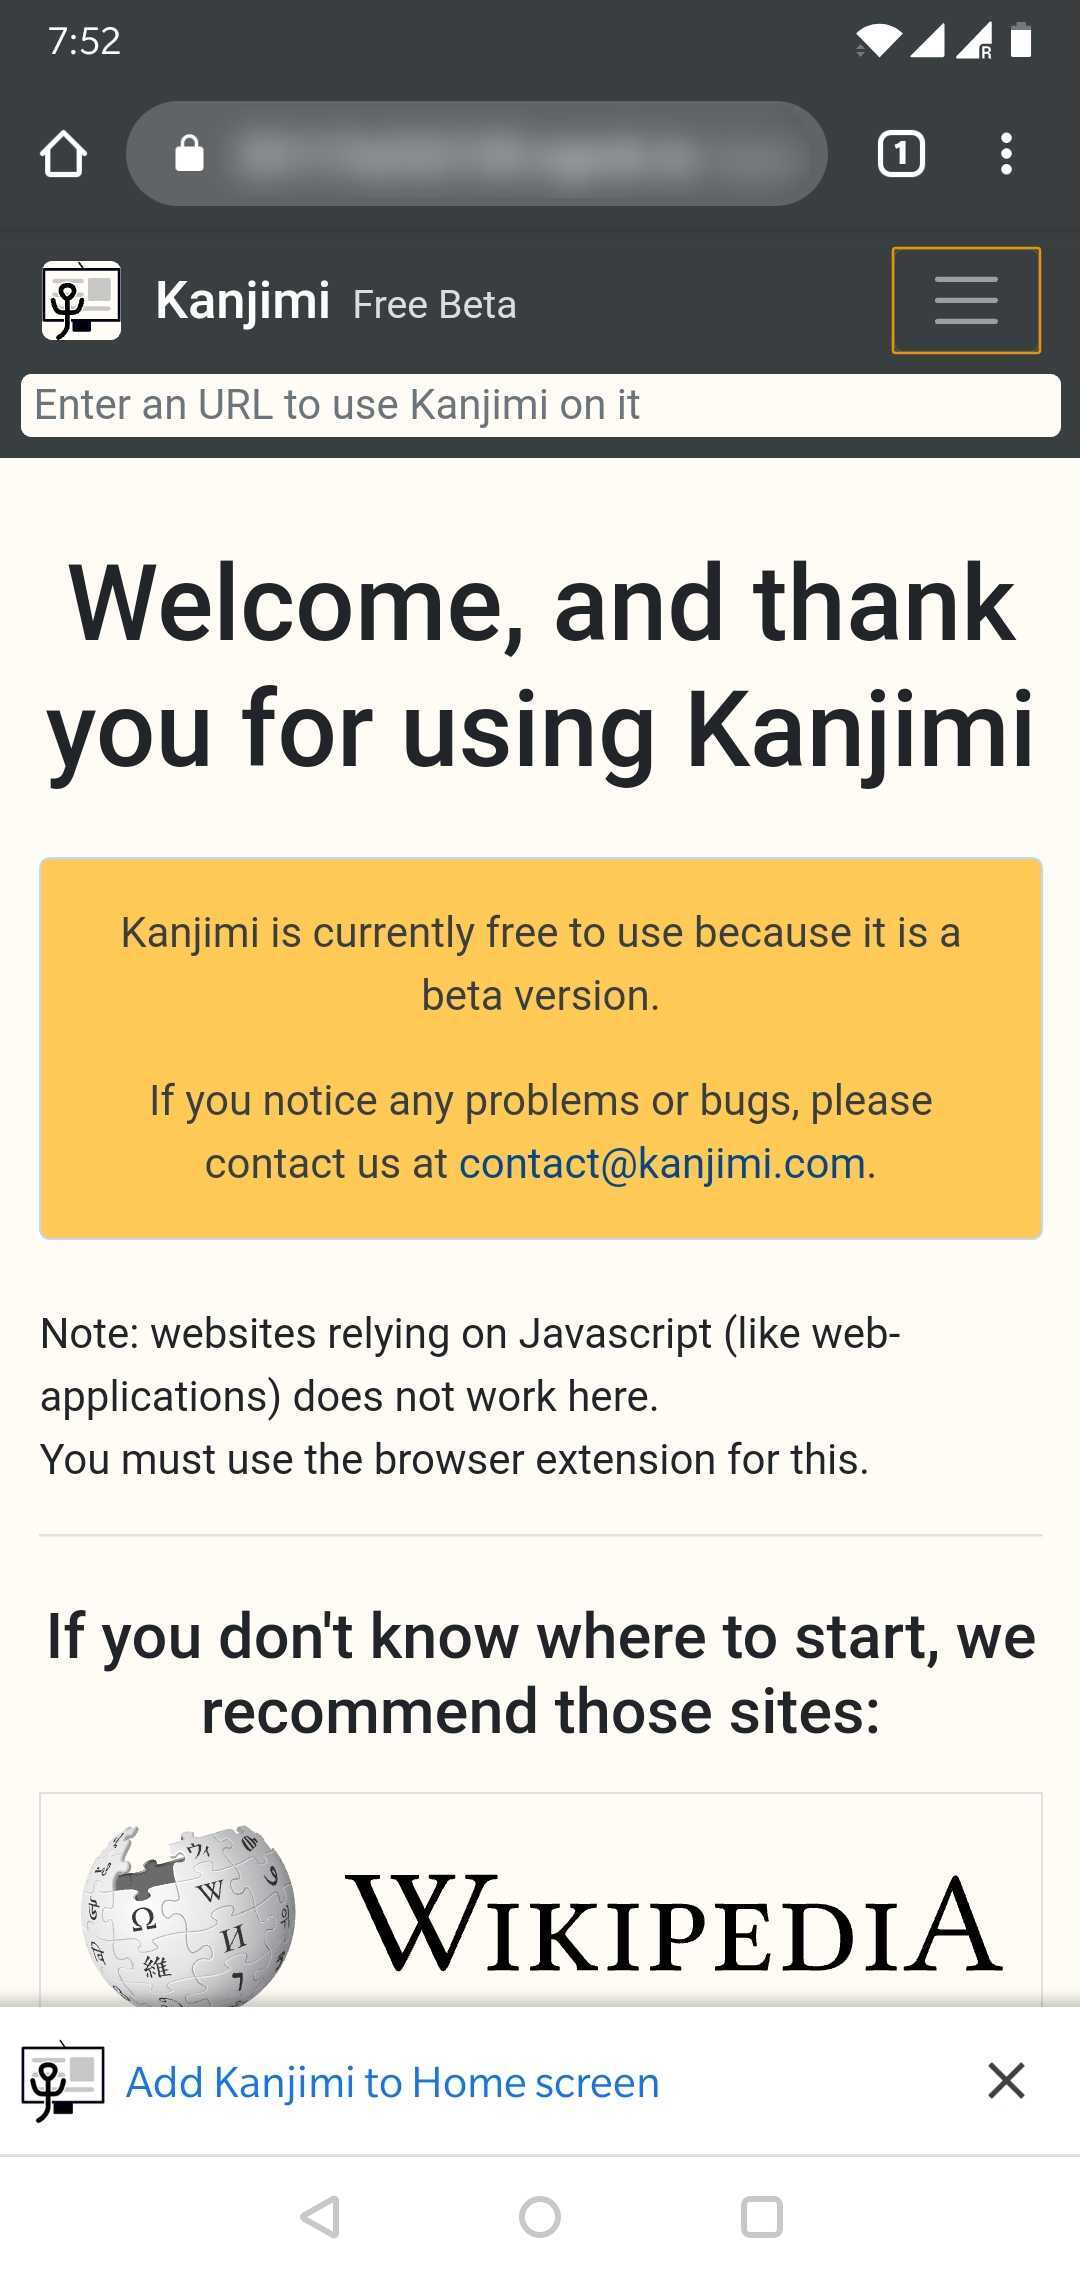 7:52
R
1
Kanjimi Free Beta
Enter an URL to use Kanjimi on it
Welcome, and thank
you for using Kanjimi
Kanjimi is currently free to use because it is a
beta version.
If you notice any problems or bugs, please
contact us at contact@kanjimi.com.
Note: websites relying on Javascript (like web-
applications) does not work here.
You must use the browser extension for this.
If you don't know where to start, we
recommend those sites:
ウィ
W
Ω
И
維
WIKIPEDIA
Add Kanjimi to Home screen